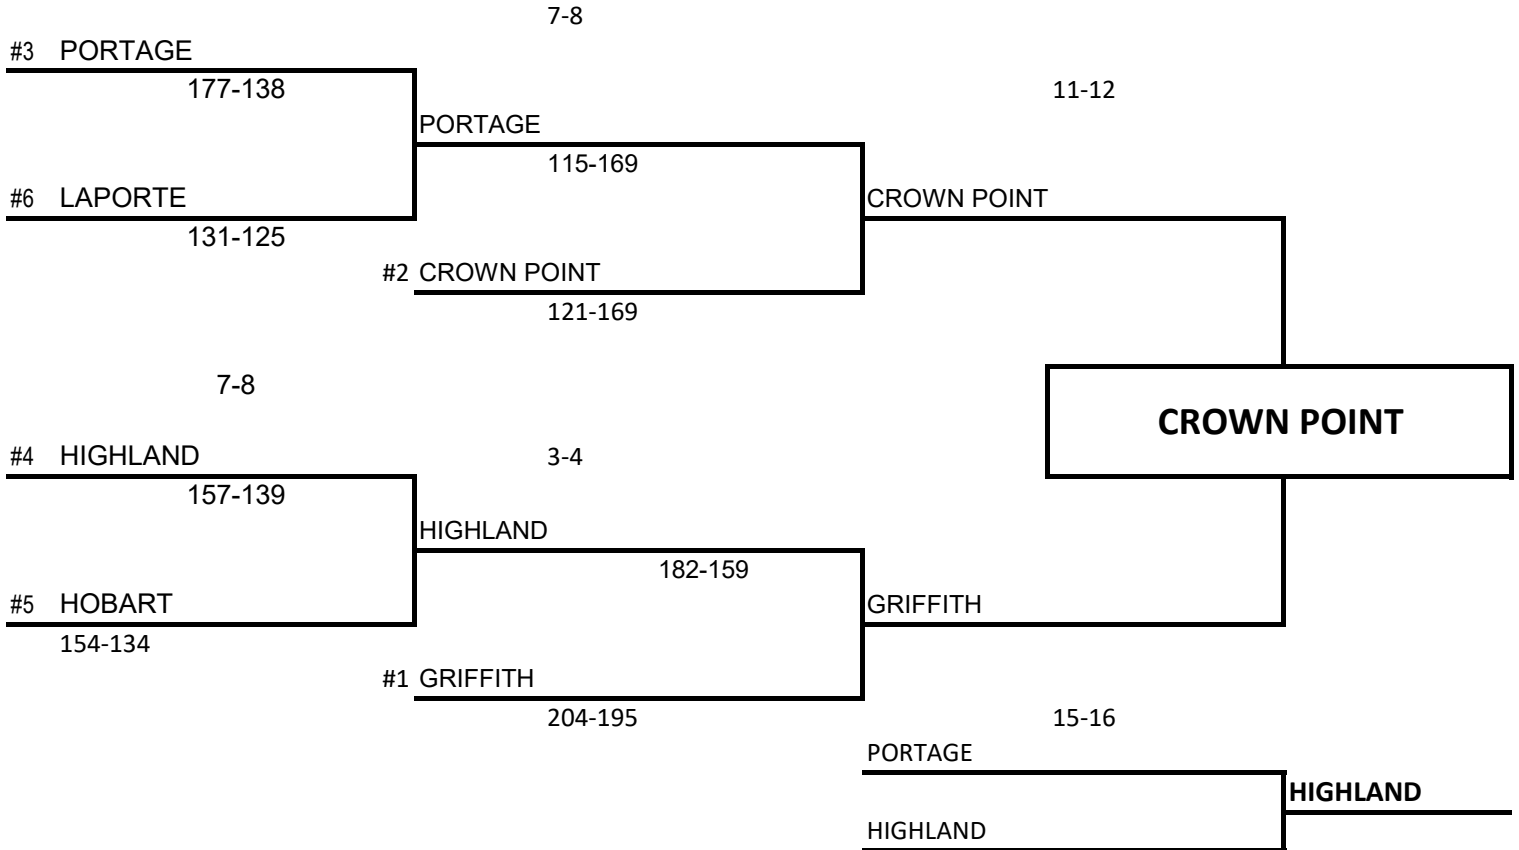 7-8
#3 PORTAGE
177-138
11-12
PORTAGE
115-169
#6 LAPORTE
CROWN POINT
131-125
#2 CROWN POINT
121-169
7-8
CROWN POINT
#4 HIGHLAND
3-4
157-139
HIGHLAND
182-159
#5 HOBART
GRIFFITH
154-134
#1 GRIFFITH
204-195
15-16
PORTAGE
HIGHLAND
HIGHLAND